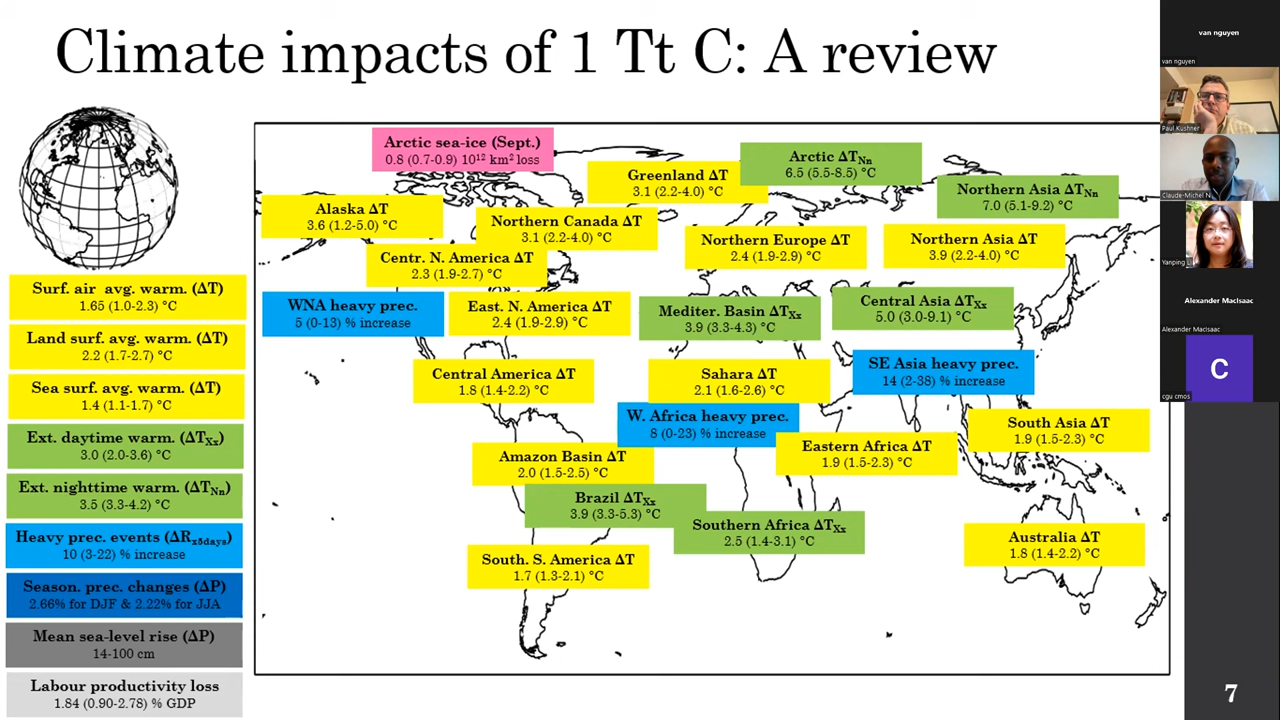 Climate impacts of 1 Tt C: A review
Surf. air avg. warm. (ΔT)
1.65 (1.0-2.3) °C
Land surf. avg. warm. (ΔT)
2.2 (1.7-2.7) °C
Sea surf. avg. warm. (ΔT)
1.4 (1.1-1.7) °C
Ext. daytime warm. (ΔTXx)
3.0 (2.0-3.6) °C
Ext. nighttime warm. (ΔTNn)
3.5 (3.3-4.2) °C
Heavy prec. events (ΔRx5days)
10 (3-22) % increase
Season. prec. changes (ΔP)
2.66% for DJF & 2.22% for JJA
Mean sea-level rise (ΔP)
14-100 cm
Labour productivity loss
1.84 (0.90-2.78) % GDP
Arctic sea-ice (Sept.)
0.8 (0.7-0.9) 10¹² km² loss
Greenland ΔT
3.1 (2.2-4.0) °C
Arctic ΔTNn
6.5 (5.5-8.5) °C
Northern Asia ΔTNn
7.0 (5.1-9.2) °C
Alaska ΔT
3.6 (1.2-5.0) °C
Northern Canada ΔT
3.1 (2.2-4.0) °C
Northern Europe ΔT
2.4 (1.9-2.9) °C
Northern Asia ΔT
3.9 (2.2-4.0) °C
Centr. N. America ΔT
2.3 (1.9-2.7) °C
WNA heavy prec.
5 (0-13) % increase
East. N. America ΔT
2.4 (1.9-2.9) °C
Mediter. Basin ΔTXx
3.9 (3.3-4.3) °C
Central Asia ΔTXx
5.0 (3.0-9.1) °C
Central America ΔT
1.8 (1.4-2.2) °C
Sahara ΔT
2.1 (1.6-2.6) °C
SE Asia heavy prec.
14 (2-38) % increase
W. Africa heavy prec.
8 (0-23) % increase
South Asia ΔT
1.9 (1.5-2.3) °C
Amazon Basin ΔT
2.0 (1.5-2.5) °C
Eastern Africa ΔT
1.9 (1.5-2.3) °C
Brazil ΔTXx
3.9 (3.3-5.3) °C
Southern Africa ΔTXx
2.5 (1.4-3.1) °C
Australia ΔT
1.8 (1.4-2.2) °C
South. S. America ΔT
1.7 (1.3-2.1) °C
van nguyen
van nguyen
Paul Kushner
Claude-Michel N
Yanping L
Alexander MacIsaac
Alexander MacIsaac
C
cgu cmos
7